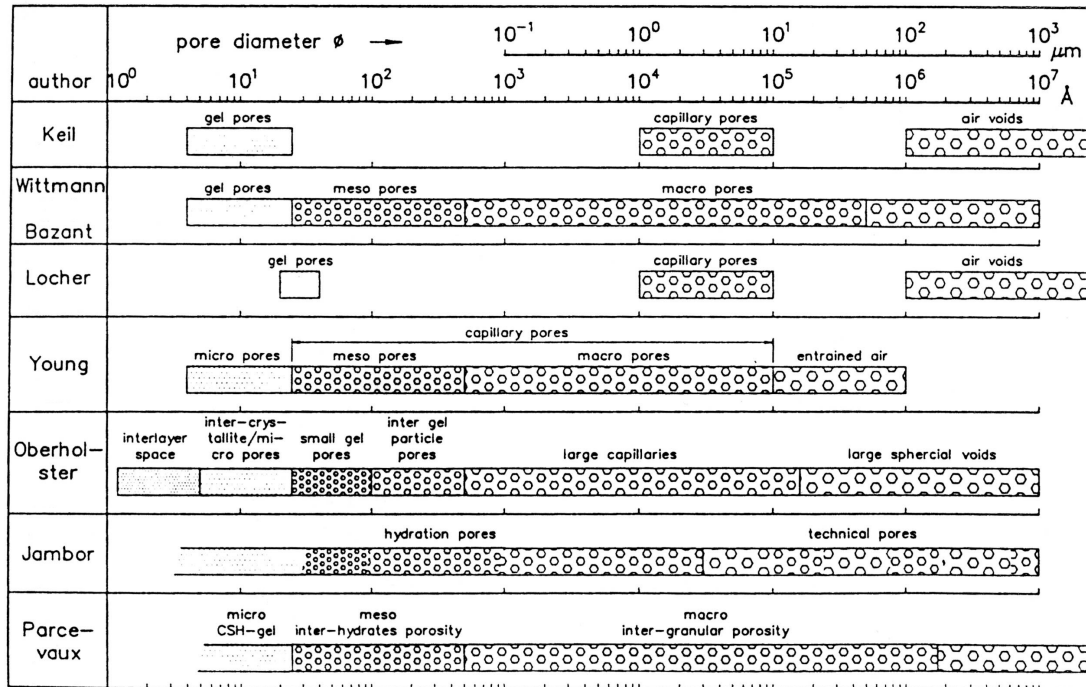 pore diameter ø →
10⁻¹ 10⁰ 10¹ 10² 10³
μm
author
10⁰ 10¹ 10² 10³ 10⁴ 10⁵ 10⁶ 10⁷
Å
Keil
gel pores capillary pores air voids
Wittmann
Bazant
gel pores meso pores macro pores
Locher
gel pores capillary pores air voids
Young
capillary pores
micro pores meso pores macro pores entrained air
Oberhol-
ster
interlayer
space
inter-crys-
tallite/mi-
cro pores
small gel
pores
inter gel
particle
pores
large capillaries
large sphercial voids
Jambor
hydration pores technical pores
Parce-
vaux
micro
CSH-gel
meso
inter-hydrates porosity
macro
inter-granular porosity